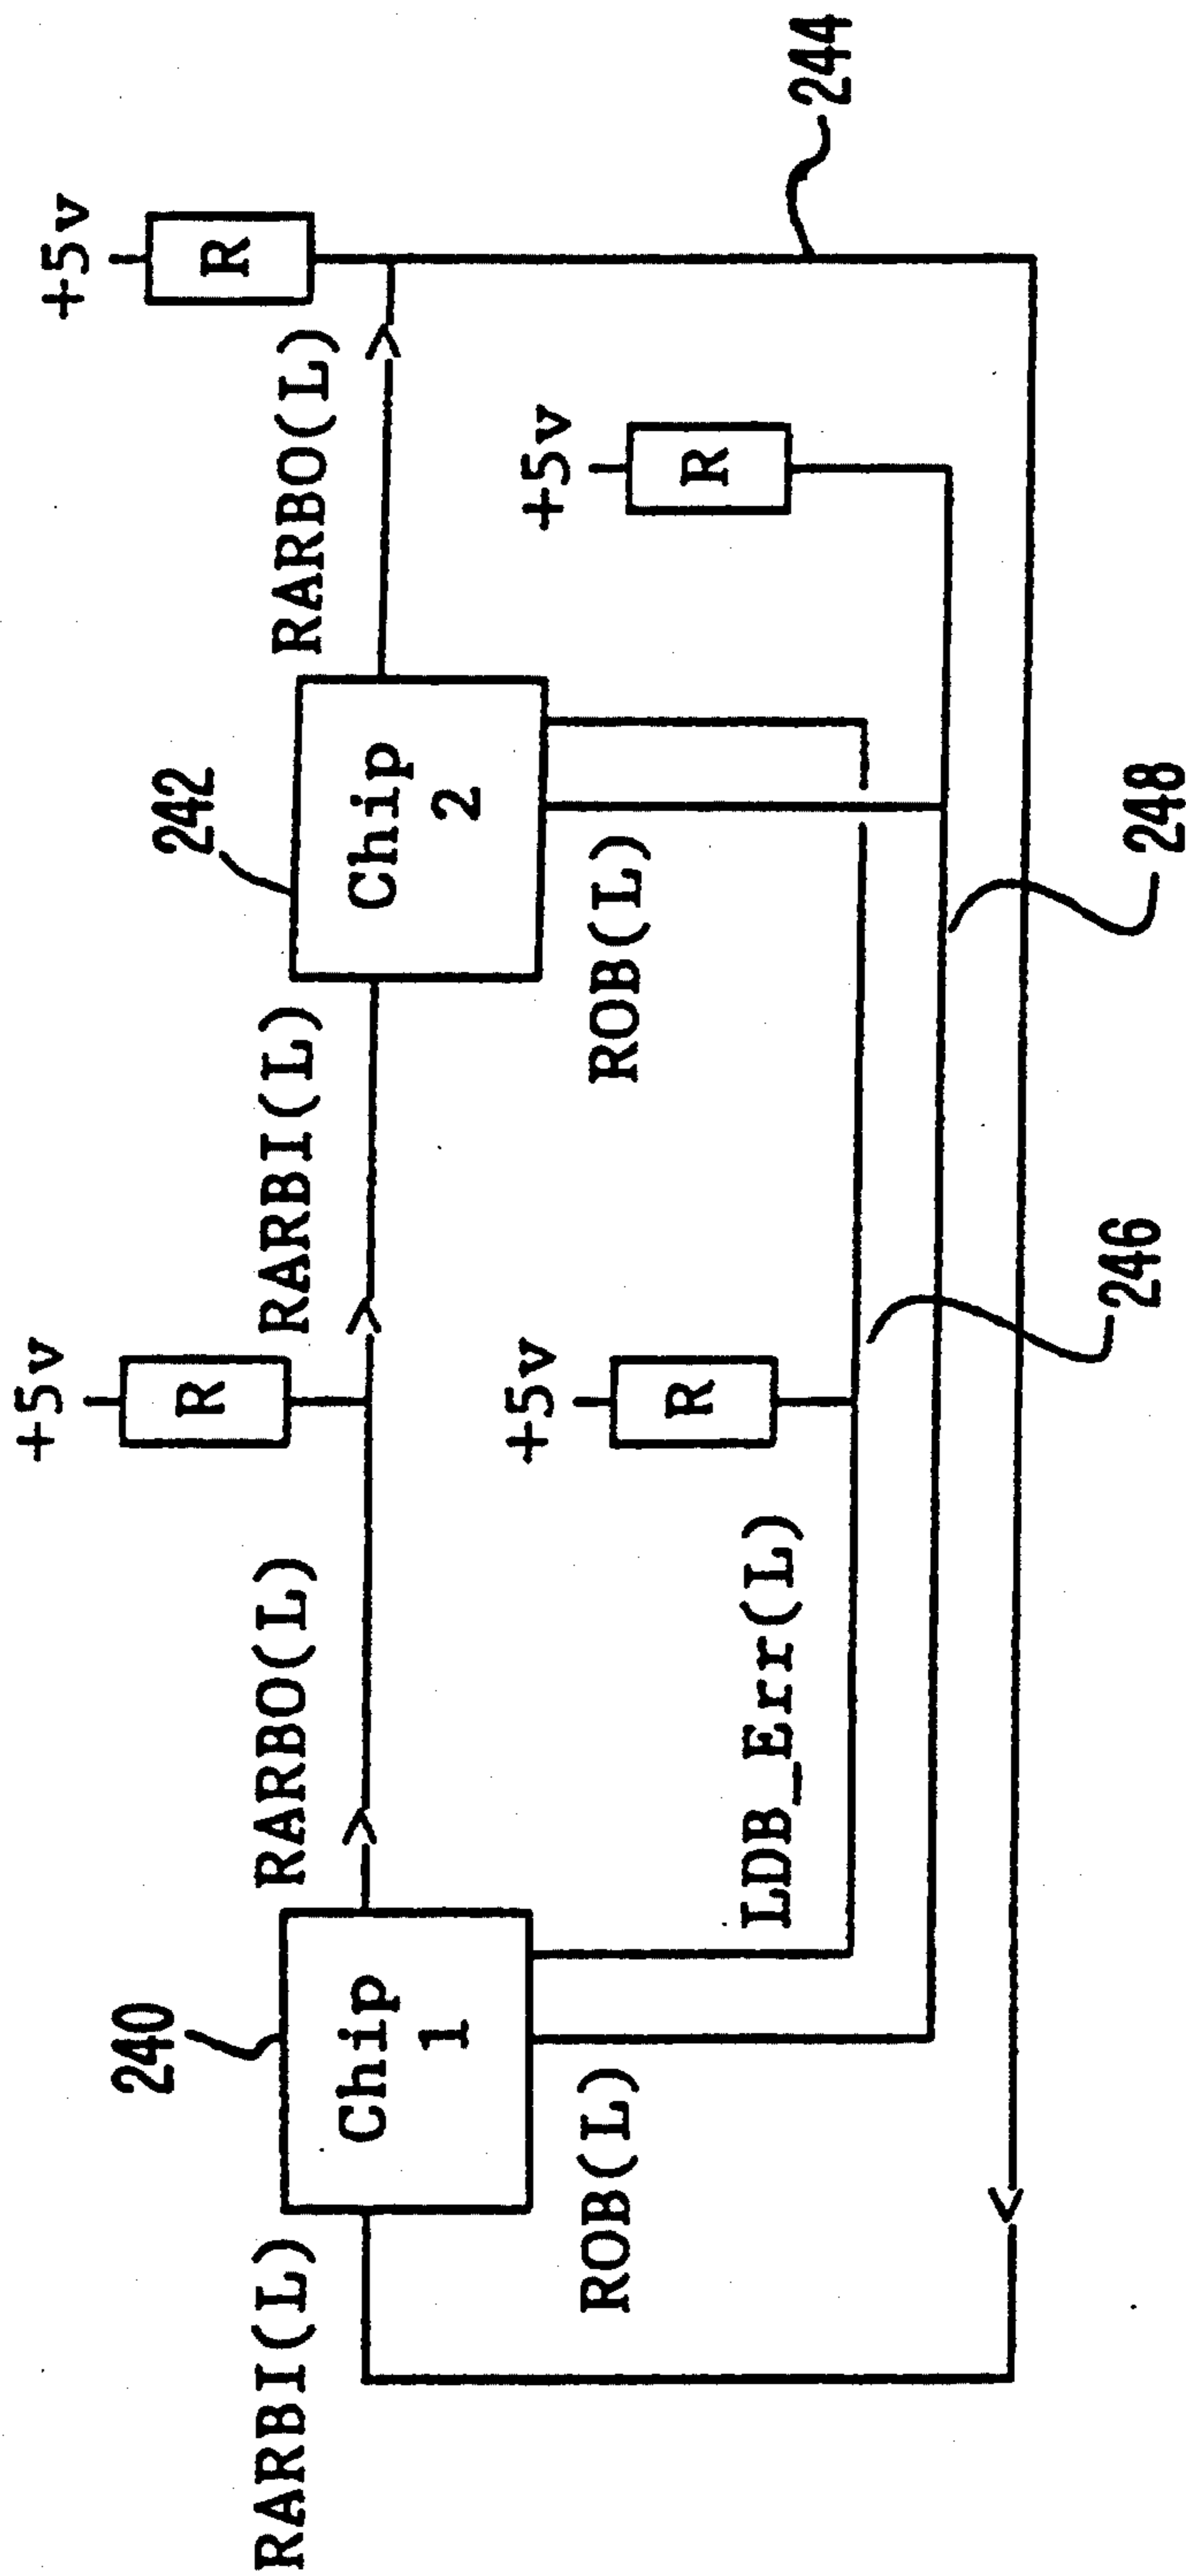 +5v
+5v
R
R
240
242
RARBI(L)
RARBO(L)
RARBI(L)
RARBO(L)
Chip
1
Chip
2
+5v
+5v
R
R
ROB(L)
ROB(L)
LDB_Err(L)
244
246
248